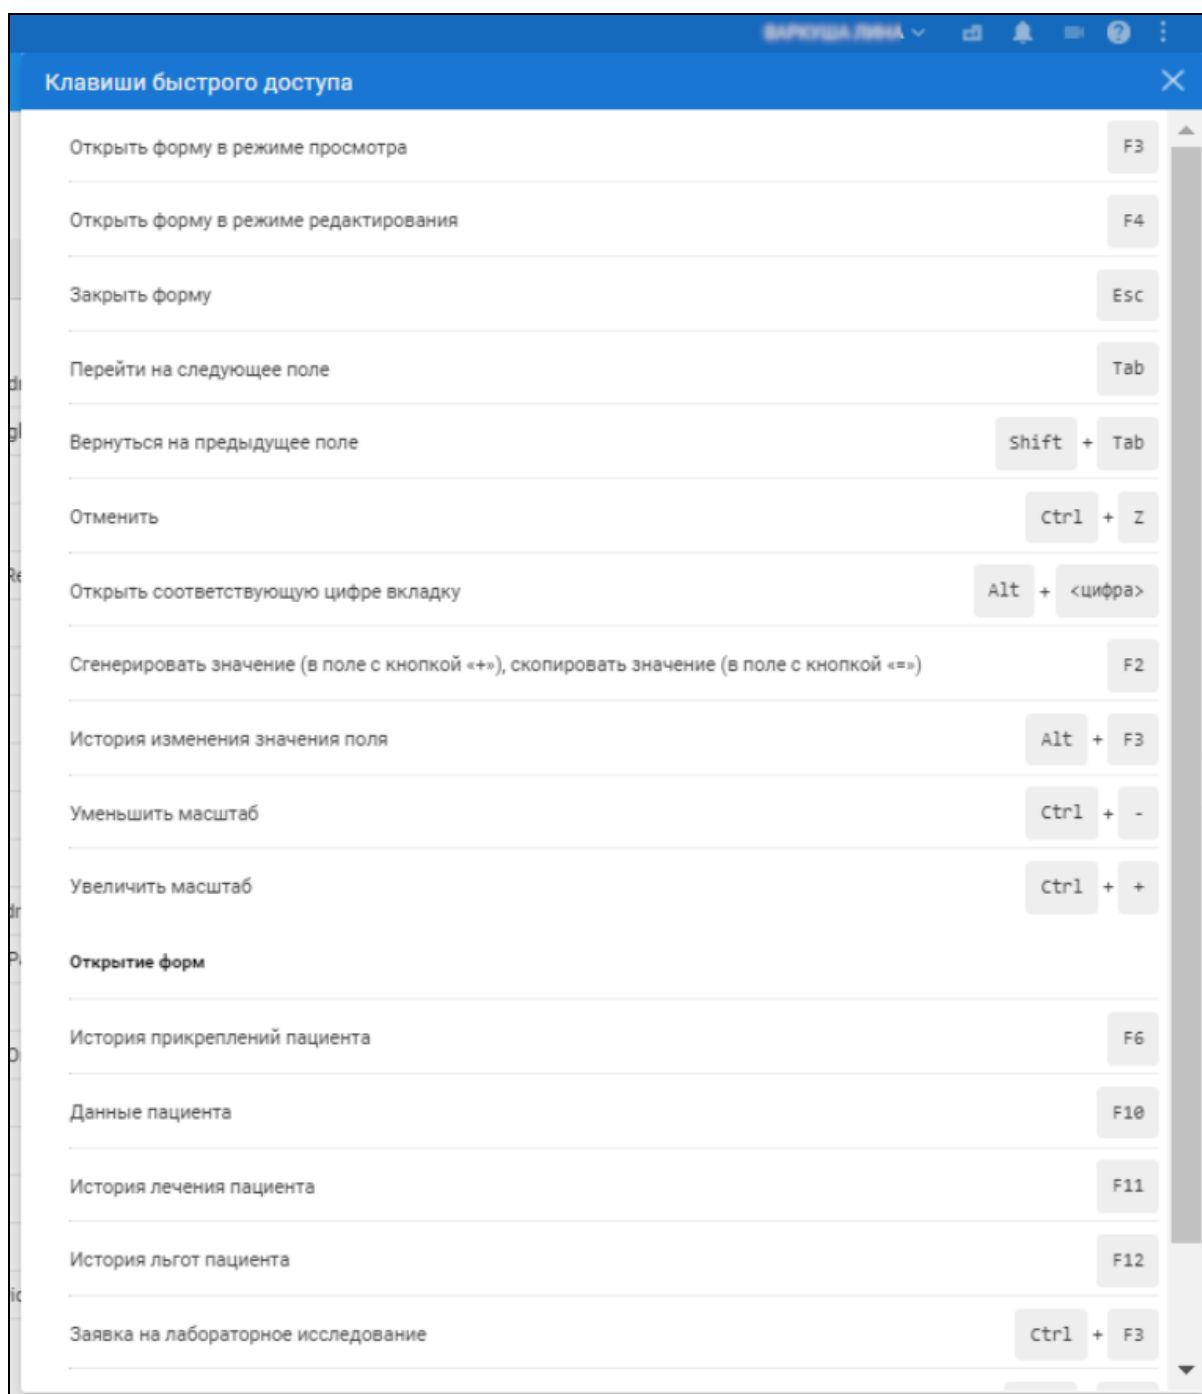 Клавиши быстрого доступа
Открыть форму в режиме просмотра F3
Открыть форму в режиме редактирования F4
Закрыть форму Esc
Перейти на следующее поле Tab
Вернуться на предыдущее поле Shift + Tab
Отменить Ctrl + Z
Открыть соответствующую цифре вкладку Alt + <цифра>
Сгенерировать значение (в поле с кнопкой «+»), скопировать значение (в поле с кнопкой «=») F2
История изменения значения поля Alt + F3
Уменьшить масштаб Ctrl + -
Увеличить масштаб Ctrl + +
Открытие форм
История прикреплений пациента F6
Данные пациента F10
История лечения пациента F11
История льгот пациента F12
Заявка на лабораторное исследование Ctrl + F3